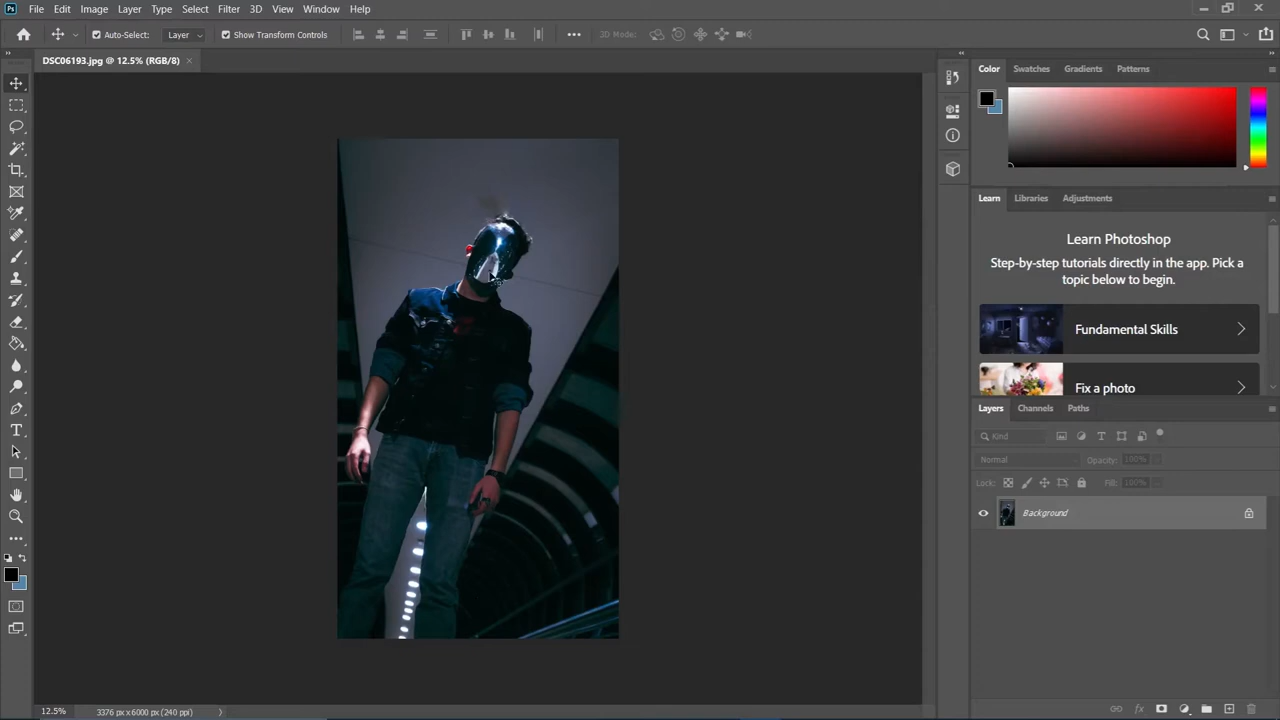 Ps File Edit Image Layer Type Select Filter 3D View Window Help
Auto-Select: Layer Show Transform Controls 3D Mode:
DSC06193.jpg @ 12.5% (RGB/8)
Color Swatches Gradients Patterns
Learn Libraries Adjustments
Learn Photoshop
Step-by-step tutorials directly in the app. Pick a topic below to begin.
Fundamental Skills
Fix a photo
Layers Channels Paths
Kind
Normal Opacity: 100%
Lock: Fill: 100%
Background
12.5% 3376 px x 6000 px (240 ppi)